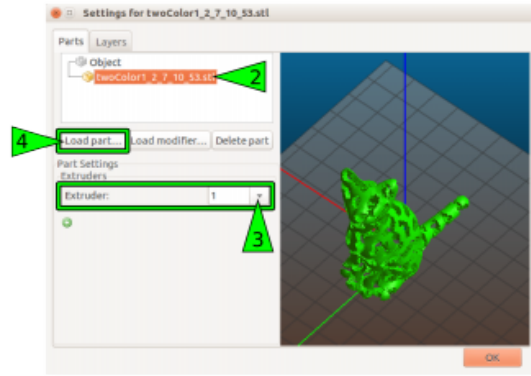 Settings for twoColor1_2_7_10_53.stl
Parts Layers
Object
twoColor1_2_7_10_53.stl
2
4
Load part... Load modifier... Delete part
Part Settings
Extruders
Extruder: 1
3
OK